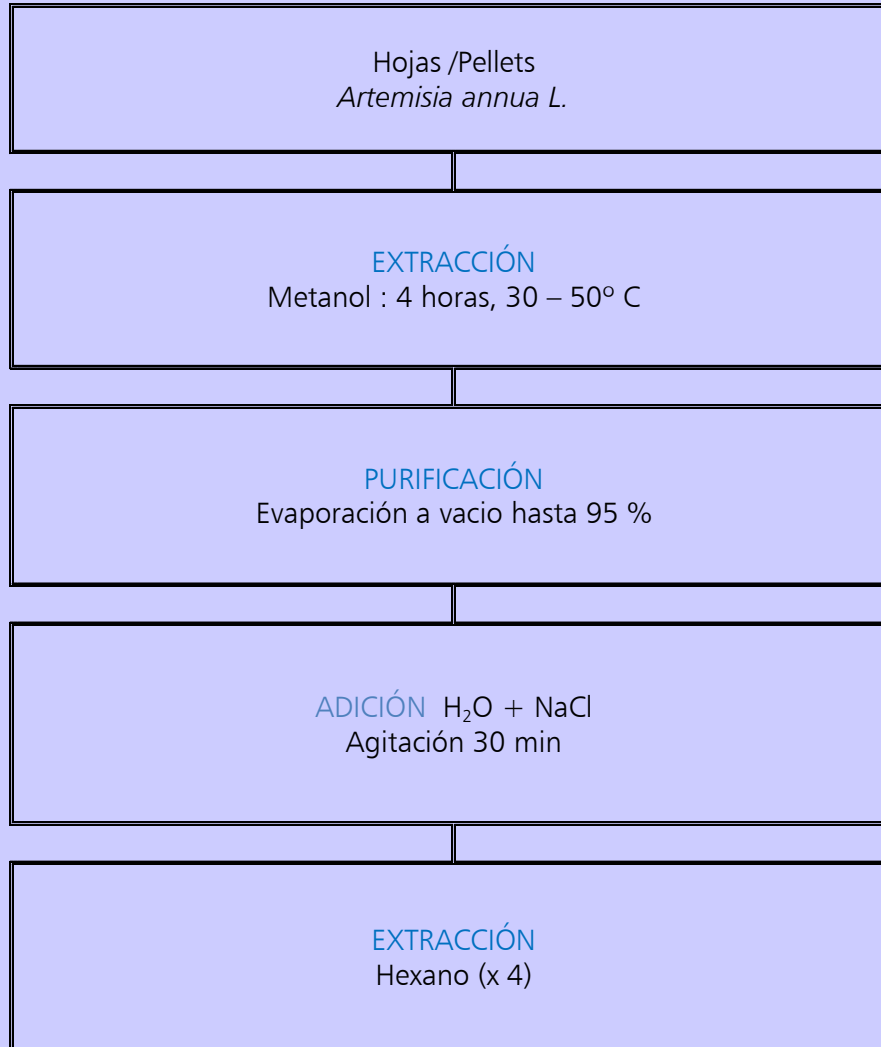 Hojas /Pellets
Artemisia annua L.
EXTRACCIÓN
Metanol : 4 horas, 30 – 50º C
PURIFICACIÓN
Evaporación a vacio hasta 95 %
ADICIÓN H₂O + NaCl
Agitación 30 min
EXTRACCIÓN
Hexano (x 4)